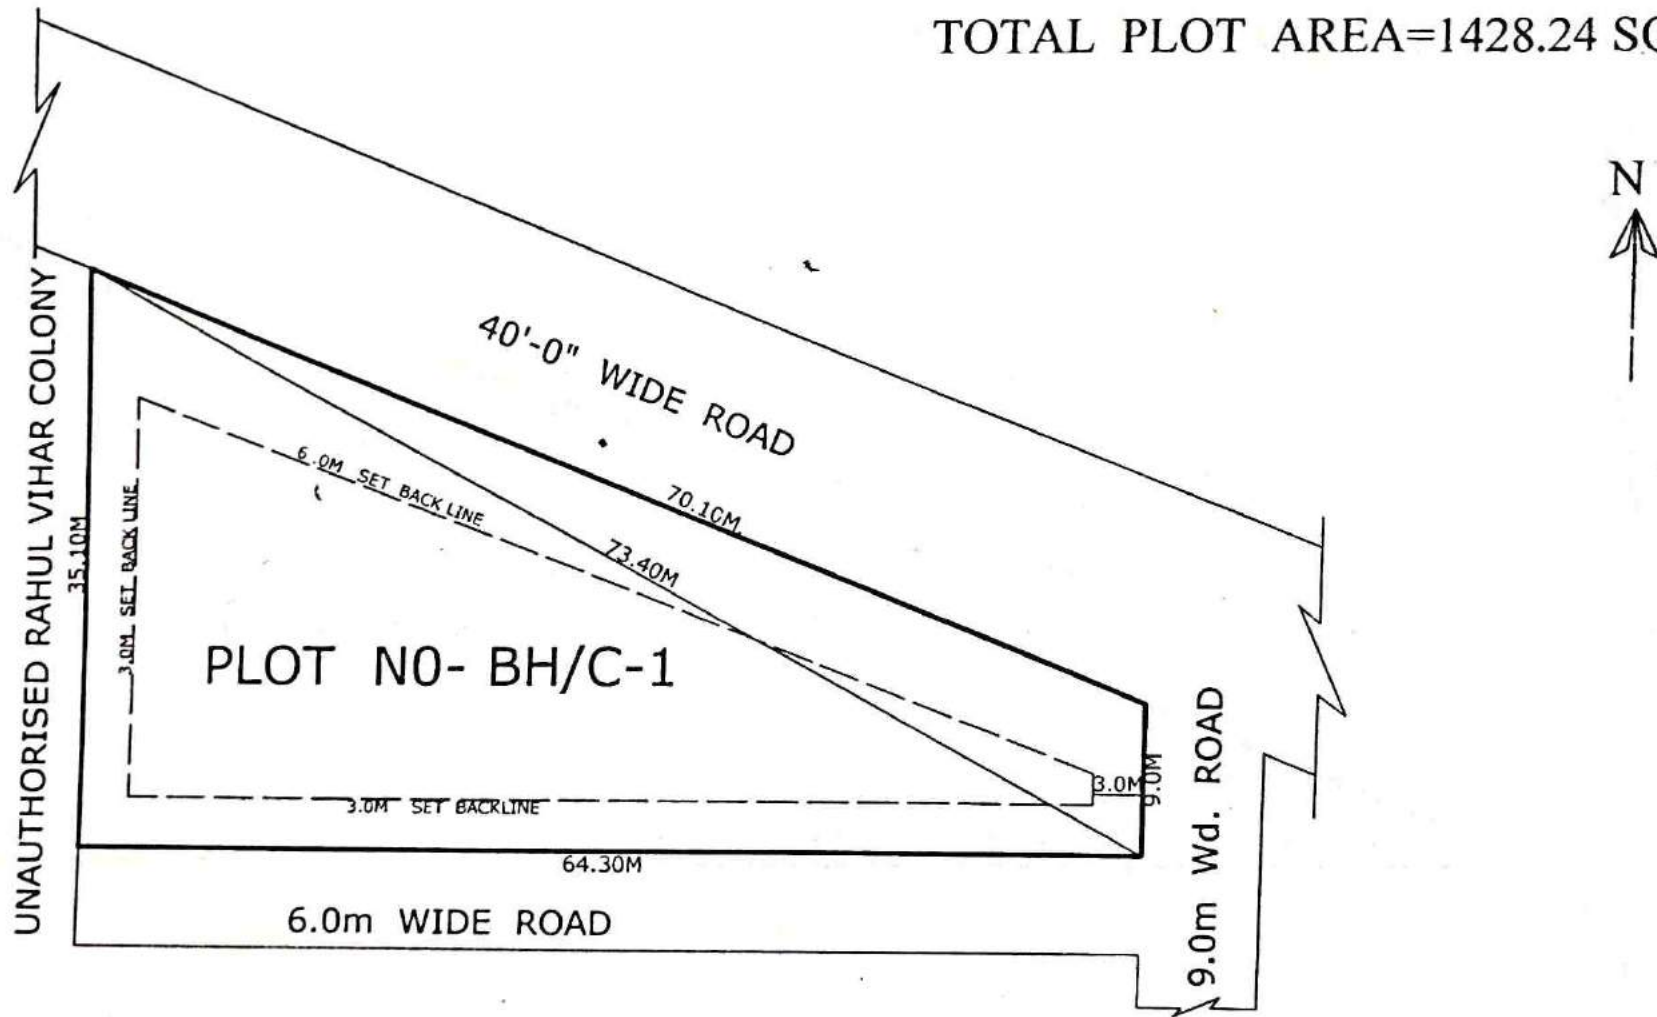 TOTAL PLOT AREA=1428.24
N
UNAUTHORISED RAHUL VIHAR COLONY
40'-0" WIDE ROAD
6.0M SET BACK LINE
70.10M
73.40M
35.10M
3.0M SET BACK LINE
PLOT N0- BH/C-1
3.0M
9.0M
3.0M SET BACKLINE
64.30M
6.0m WIDE ROAD
9.0m Wd. ROAD